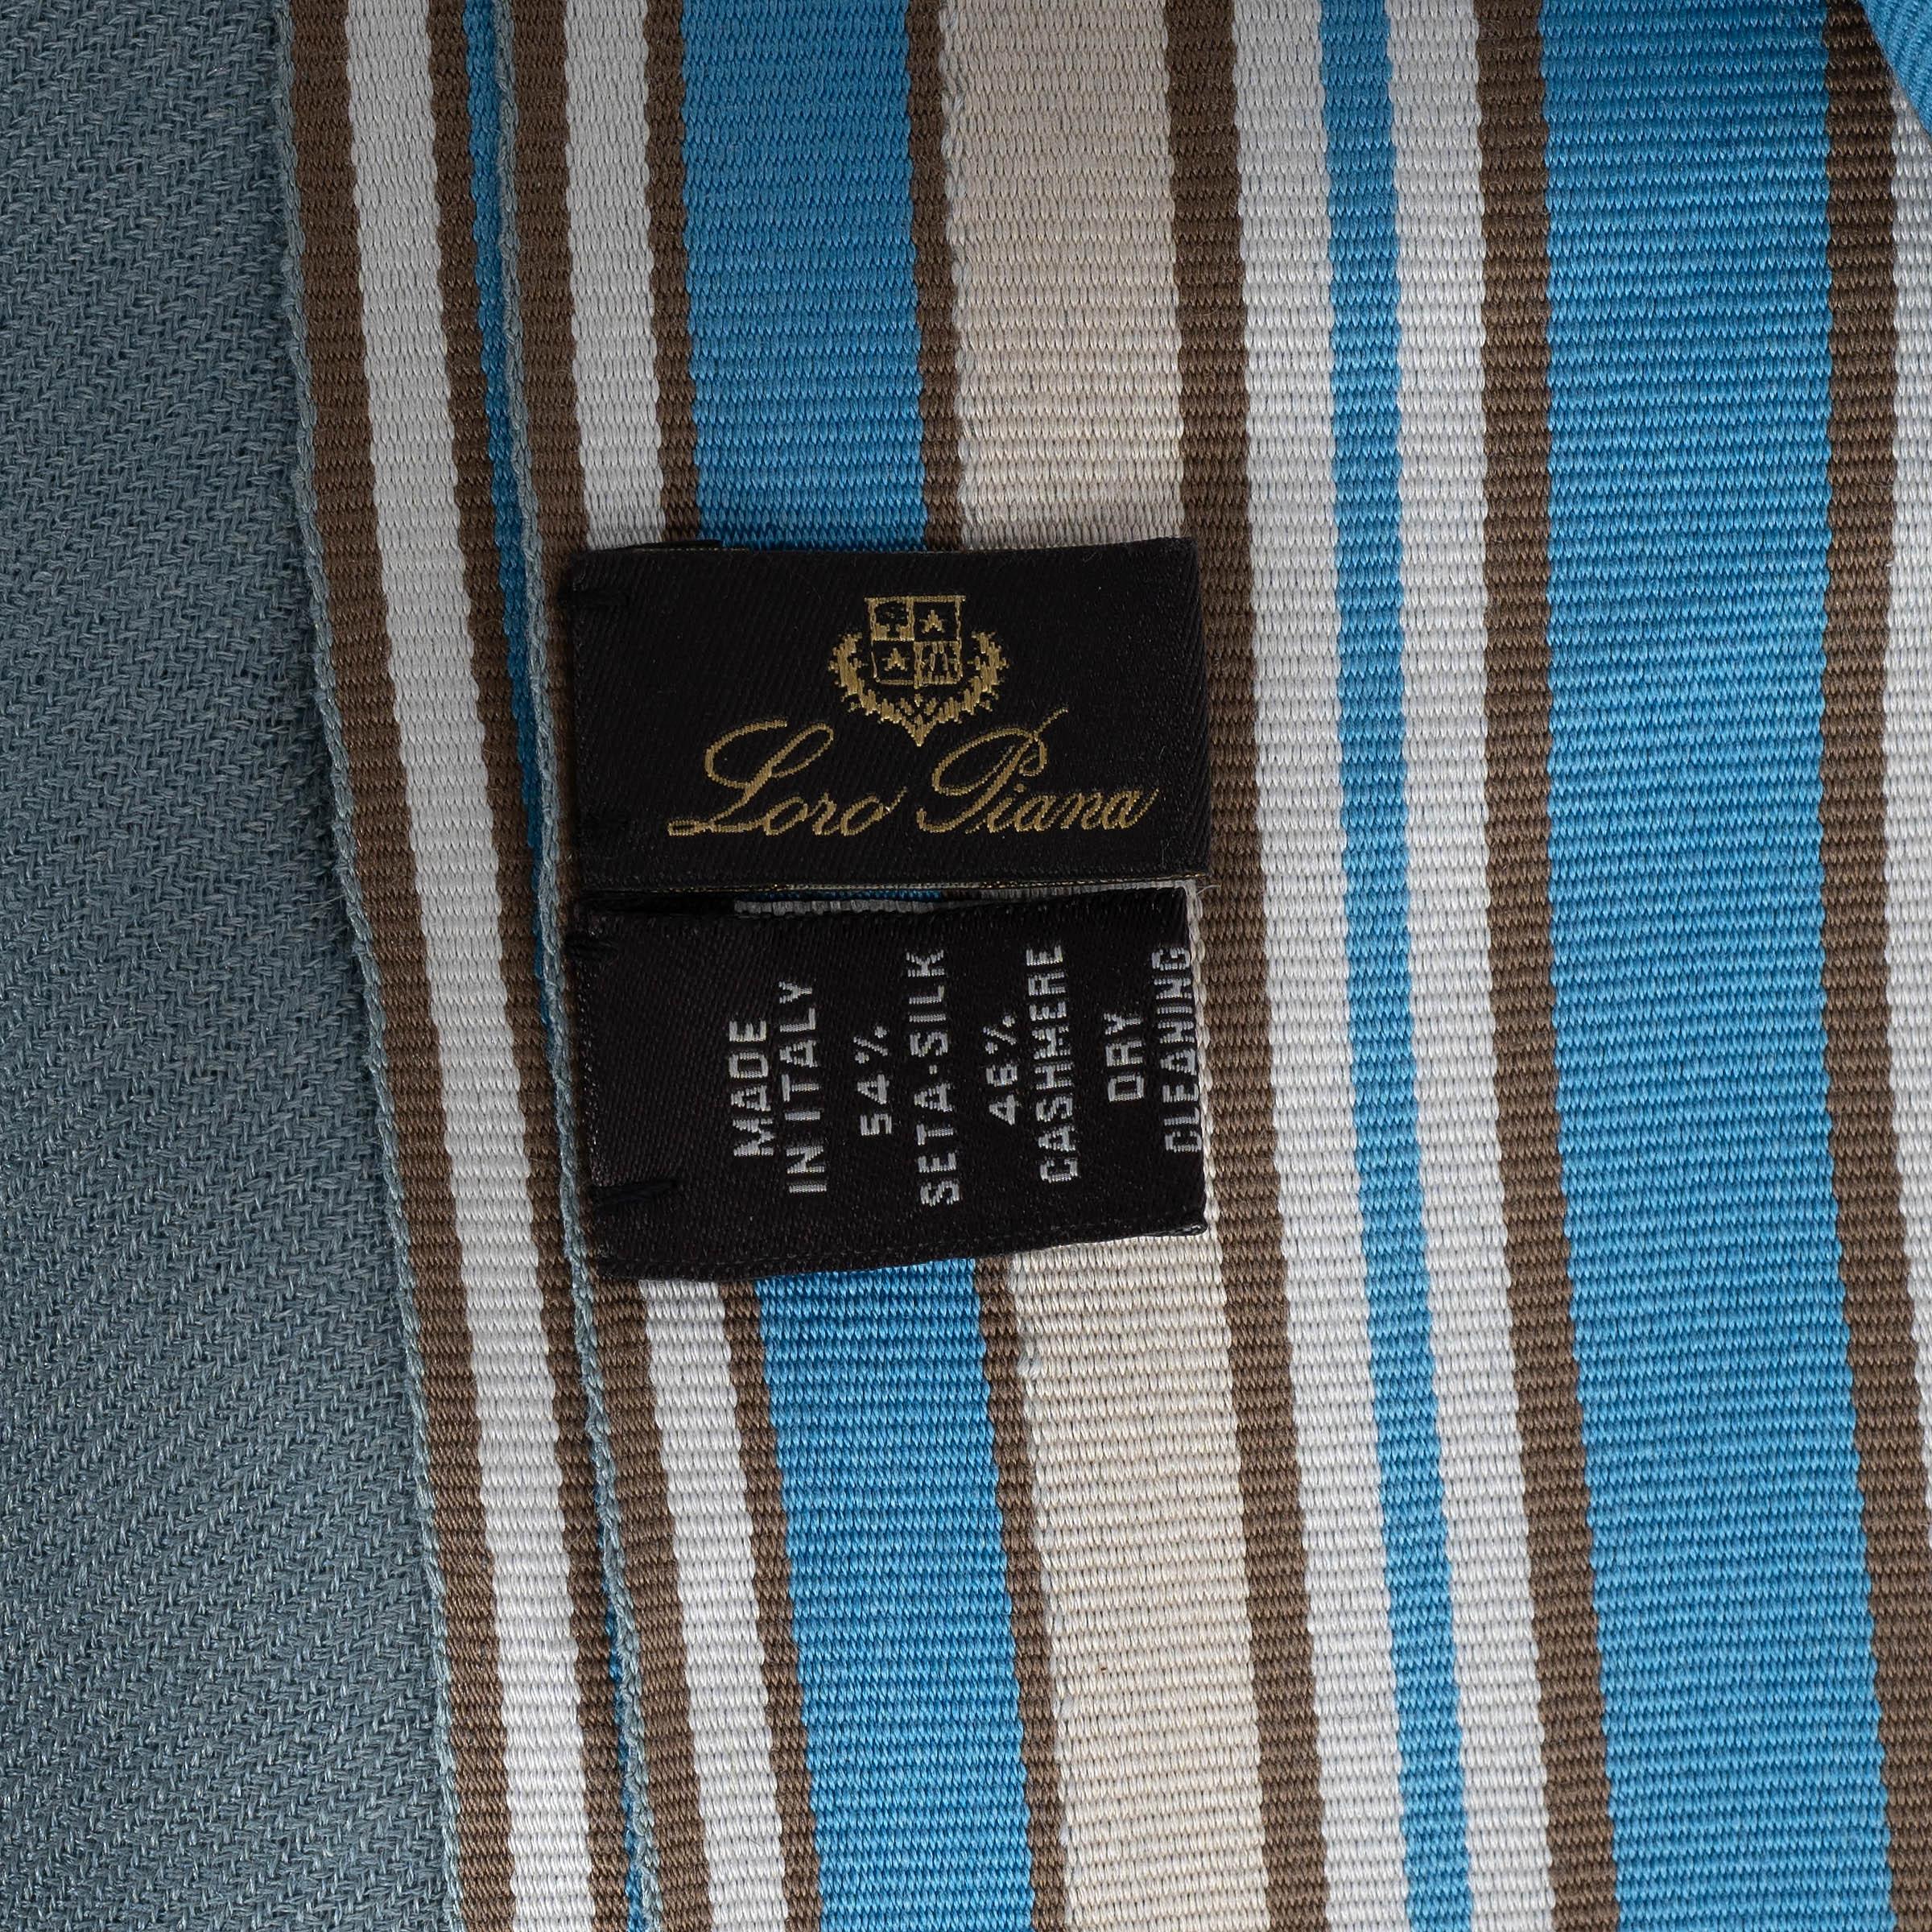 Loro Piana
MADE
IN ITALY
54%
SETA-SILK
46%
CASHMERE
DRY
CLEANING